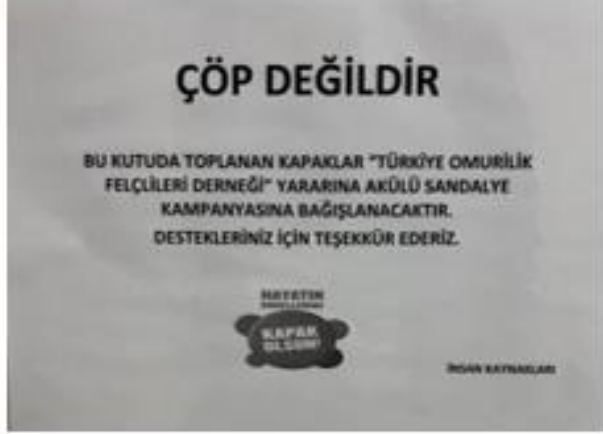 ÇÖP DEĞİLDİR
BU KUTUDA TOPLANAN KAPAKLAR "TÜRKİYE OMURİLİK
FELÇLİLERİ DERNEĞİ" YARARINA AKÜLÜ SANDALYE
KAMPANYASINA BAĞIŞLANACAKTIR.
DESTEKLERİNİZ İÇİN TEŞEKKÜR EDERİZ.
HAYATIN
KAPAK
OLSUN!
İNSAN KAYNAKLARI